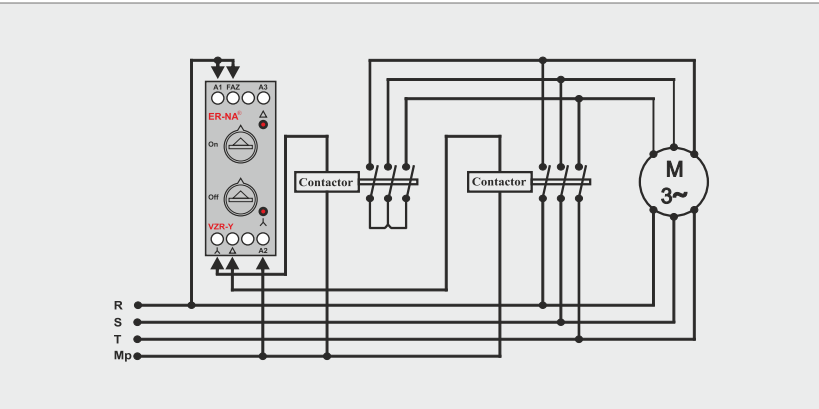 A1 FAZ A3
ER-NA®
Δ
On
Off
VZR-Y
⅄
⅄ Δ A2
Contactor
Contactor
M
3~
R
S
T
Mp